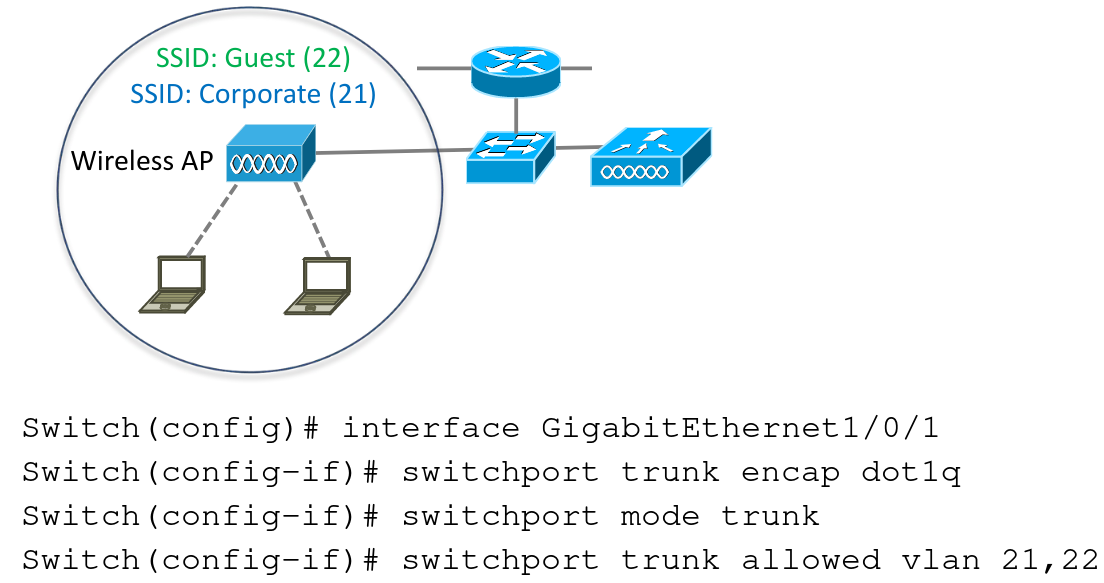 SSID: Guest (22)
SSID: Corporate (21)
Wireless AP
Switch(config)# interface GigabitEthernet1/0/1
Switch(config-if)# switchport trunk encap dot1q
Switch(config-if)# switchport mode trunk
Switch(config-if)# switchport trunk allowed vlan 21,22